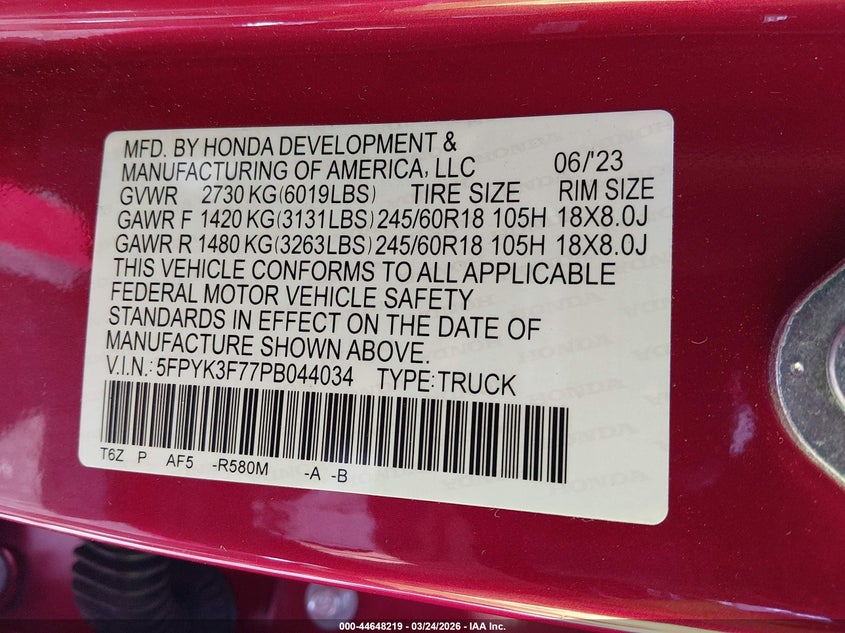 MFD. BY HONDA DEVELOPMENT &
MANUFACTURING OF AMERICA, LLC 06/'23
GVWR 2730 KG(6019LBS) TIRE SIZE RIM SIZE
GAWR F 1420 KG(3131LBS) 245/60R18 105H 18X8.0J
GAWR R 1480 KG(3263LBS) 245/60R18 105H 18X8.0J
THIS VEHICLE CONFORMS TO ALL APPLICABLE
FEDERAL MOTOR VEHICLE SAFETY
STANDARDS IN EFFECT ON THE DATE OF
MANUFACTURE SHOWN ABOVE.
V.I.N.: 5FPYK3F77PB044034 TYPE:TRUCK
T6Z P AF5 -R580M -A -B
000-44648219 - 03/24/2026 - IAA Inc.